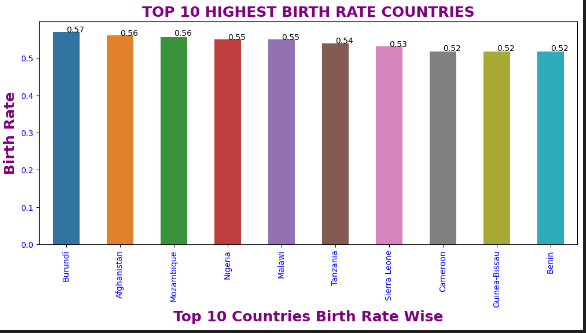 TOP 10 HIGHEST BIRTH RATE COUNTRIES
0.57
0.56
0.56
0.55
0.55
0.54
0.53
0.52
0.52
0.52
Birth Rate
0.5
0.4
0.3
0.2
0.1
0.0
Burundi
Afghanistan
Mozambique
Nigeria
Malawi
Tanzania
Sierra Leone
Cameroon
Guinea-Bissau
Benin
Top 10 Countries Birth Rate Wise